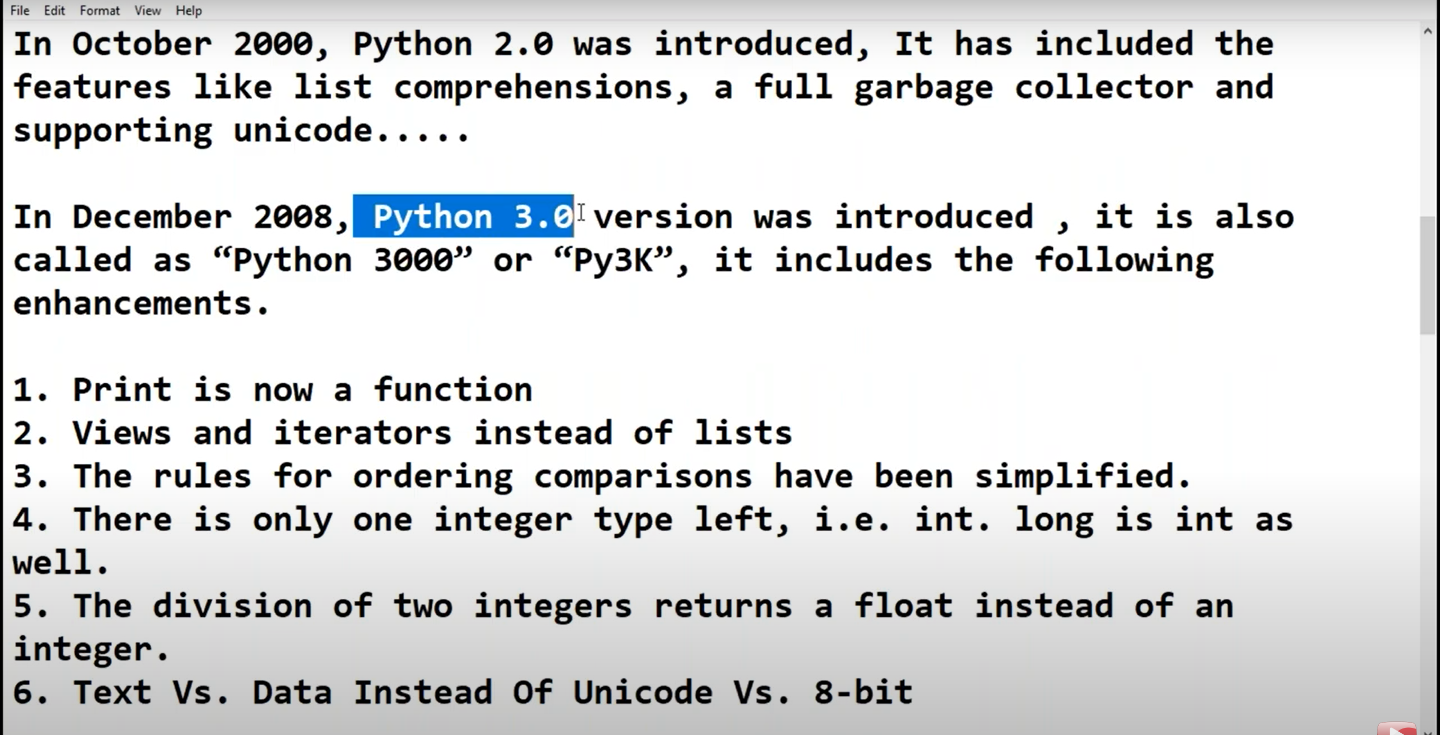 File Edit Format View Help
In October 2000, Python 2.0 was introduced, It has included the
features like list comprehensions, a full garbage collector and
supporting unicode.....
In December 2008, Python 3.0 version was introduced , it is also
called as “Python 3000” or “Py3K”, it includes the following
enhancements.
1. Print is now a function
2. Views and iterators instead of lists
3. The rules for ordering comparisons have been simplified.
4. There is only one integer type left, i.e. int. long is int as
well.
5. The division of two integers returns a float instead of an
integer.
6. Text Vs. Data Instead Of Unicode Vs. 8-bit